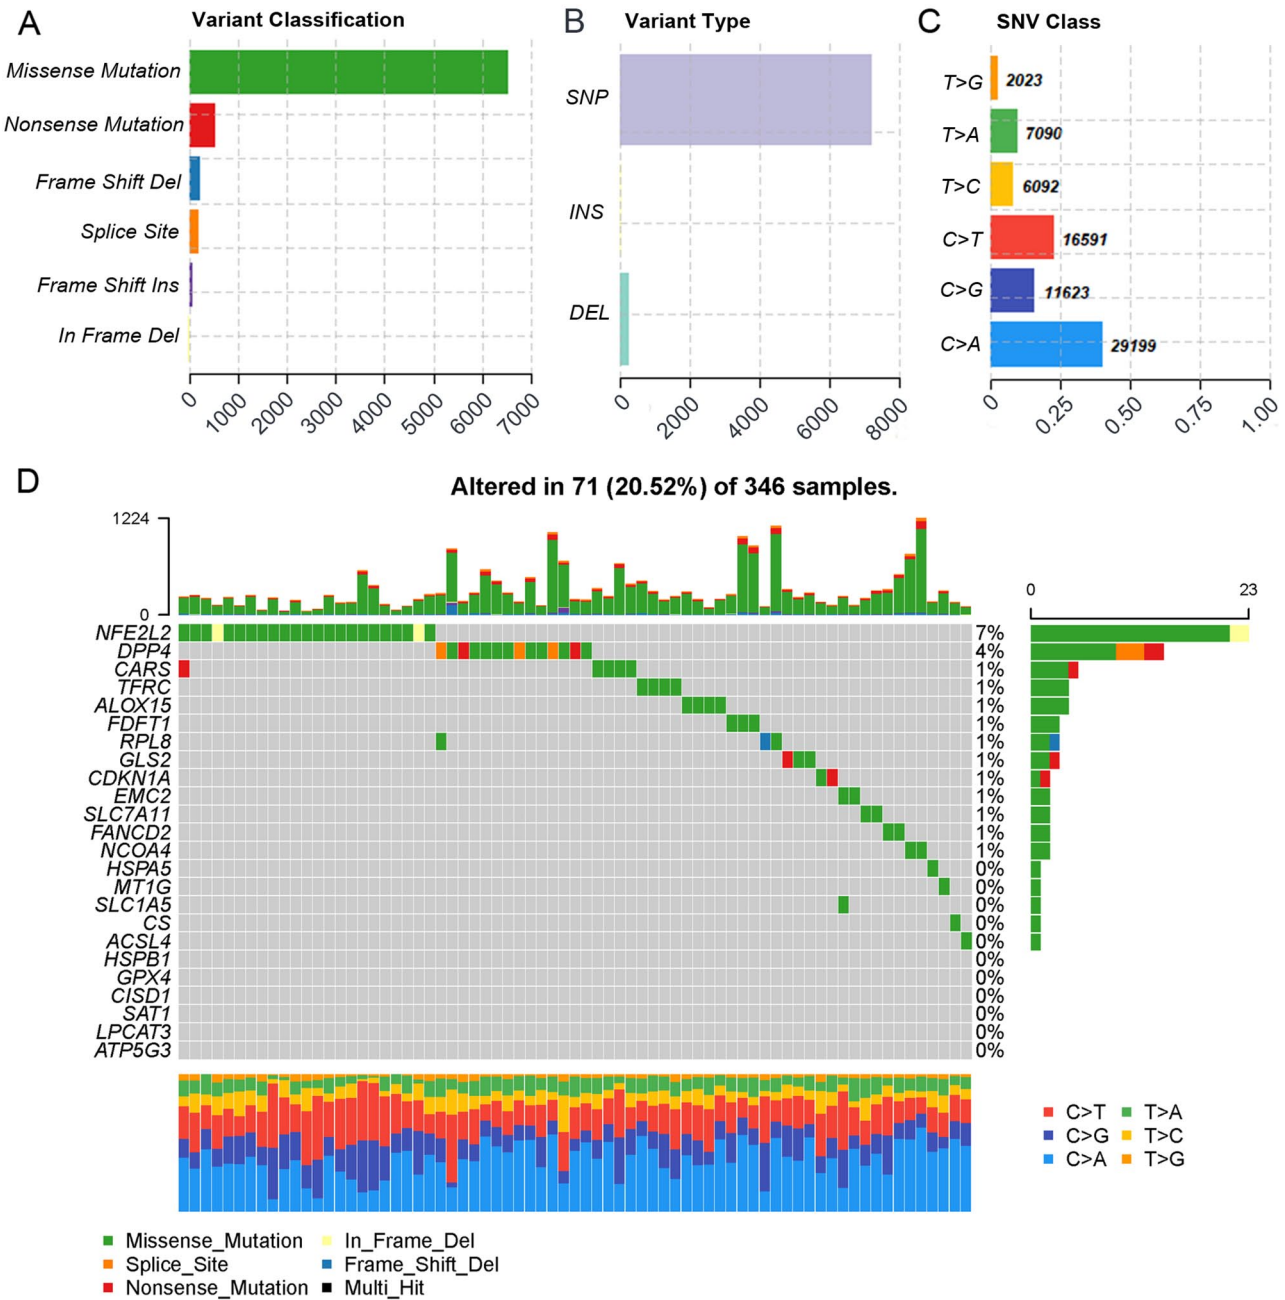 A
Variant Classification
Missense Mutation
Nonsense Mutation
Frame Shift Del
Splice Site
Frame Shift Ins
In Frame Del
0 1000 2000 3000 4000 5000 6000 7000
B
Variant Type
SNP
INS
DEL
0 2000 4000 6000 8000
C
SNV Class
T>G 2023
T>A 7090
T>C 6092
C>T 16591
C>G 11623
C>A 29199
0 0.25 0.50 0.75 1.00
D
Altered in 71 (20.52%) of 346 samples.
1224
0
0 23
NFE2L2 7%
DPP4 4%
CARS 1%
TFRC 1%
ALOX15 1%
FDFT1 1%
RPL8 1%
GLS2 1%
CDKN1A 1%
EMC2 1%
SLC7A11 1%
FANCD2 1%
NCOA4 1%
HSPA5 0%
MT1G 0%
SLC1A5 0%
CS 0%
ACSL4 0%
HSPB1 0%
GPX4 0%
CISD1 0%
SAT1 0%
LPCAT3 0%
ATP5G3 0%
C>T T>A
C>G T>C
C>A T>G
Missense_Mutation In_Frame_Del
Splice_Site Frame_Shift_Del
Nonsense_Mutation Multi_Hit